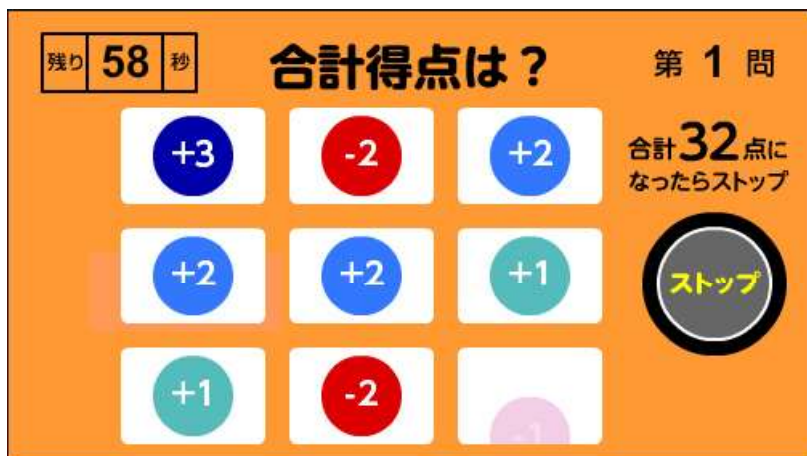 残り 58 秒
合計得点は？
第 1 問
+3 -2 +2
合計32点に
なったらストップ
+2 +2 +1
ストップ
+1 -2 -1